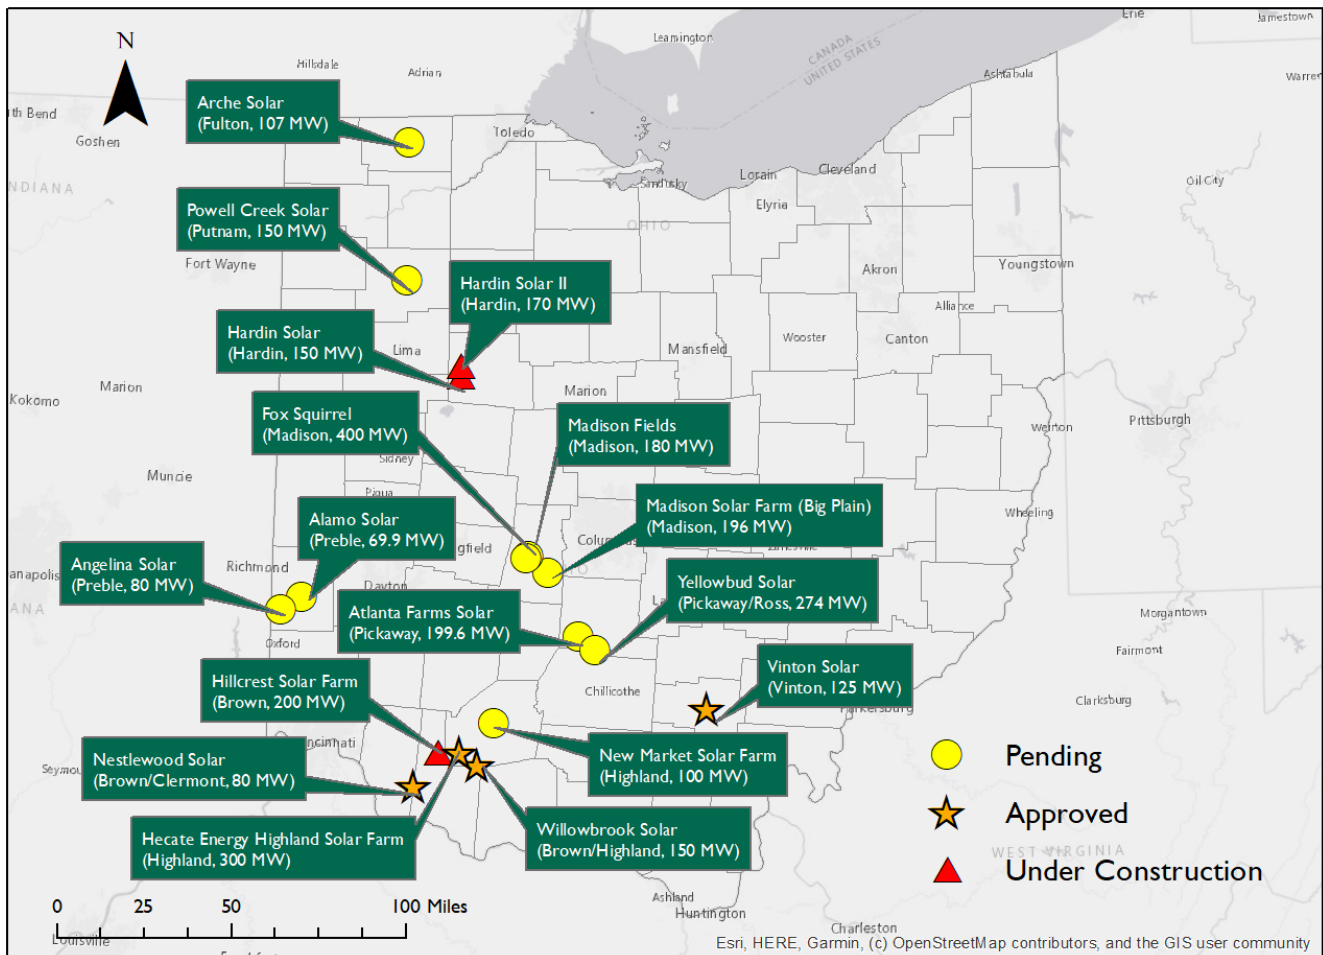 N
Erie
Jamestown
Leamington
CANADA
UNITED STATES
Hillsdale
Adrian
Ashtabula
Warre
Arche Solar
(Fulton, 107 MW)
th Bend
Goshen
Toledo
Cleveland
Lorain
Sandusky
Oil City
NDIANA
Elyria
OHIO
Powell Creek Solar
(Putnam, 150 MW)
Fort Wayne
Akron
Youngstown
Hardin Solar II
(Hardin, 170 MW)
Alliance
Hardin Solar
(Hardin, 150 MW)
Lima
Mansfield
Wooster
Canton
Marion
Marion
Kokomo
Fox Squirrel
(Madison, 400 MW)
Madison Fields
(Madison, 180 MW)
Pittsburgh
Weirton
Sidney
Muncie
Piqua
Madison Solar Farm (Big Plain)
(Madison, 196 MW)
Wheeling
Alamo Solar
(Preble, 69.9 MW)
gfield
Angelina Solar
(Preble, 80 MW)
Richmond
anapolis
ANA
Dayton
Yellowbud Solar
(Pickaway/Ross, 274 MW)
Atlanta Farms Solar
(Pickaway, 199.6 MW)
Morgantown
Oxford
Fairmont
Hillcrest Solar Farm
(Brown, 200 MW)
Chillicothe
Vinton Solar
(Vinton, 125 MW)
Clarksburg
Parkersburg
ncinnati
Nestlewood Solar
(Brown/Clermont, 80 MW)
Seymou
New Market Solar Farm
(Highland, 100 MW)
Pending
Approved
Hecate Energy Highland Solar Farm
(Highland, 300 MW)
Willowbrook Solar
(Brown/Highland, 150 MW)
WEST VIRGINIA
Under Construction
Ashland
Huntington
0 25 50 100 Miles
Charleston
Louisville
Esri, HERE, Garmin, (c) OpenStreetMap contributors, and the GIS user community